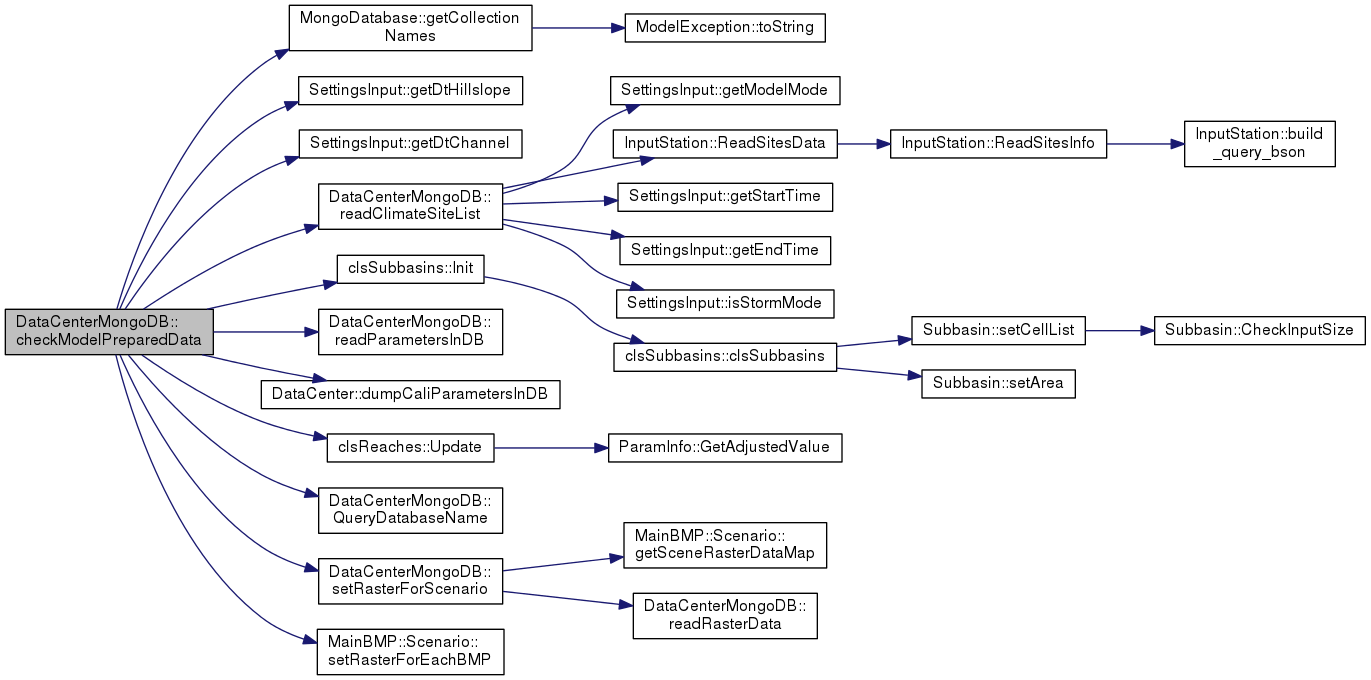 MongoDatabase::getCollection
Names
ModelException::toString
SettingsInput::getDtHillslope
SettingsInput::getModelMode
InputStation::build
_query_bson
SettingsInput::getDtChannel
InputStation::ReadSitesData
InputStation::ReadSitesInfo
DataCenterMongoDB::
readClimateSiteList
SettingsInput::getStartTime
SettingsInput::getEndTime
clsSubbasins::Init
SettingsInput::isStormMode
DataCenterMongoDB::
checkModelPreparedData
DataCenterMongoDB::
readParametersInDB
clsSubbasins::clsSubbasins
Subbasin::setCellList
Subbasin::CheckInputSize
Subbasin::setArea
DataCenter::dumpCaliParametersInDB
clsReaches::Update
ParamInfo::GetAdjustedValue
DataCenterMongoDB::
QueryDatabaseName
MainBMP::Scenario::
getSceneRasterDataMap
DataCenterMongoDB::
setRasterForScenario
DataCenterMongoDB::
readRasterData
MainBMP::Scenario::
setRasterForEachBMP